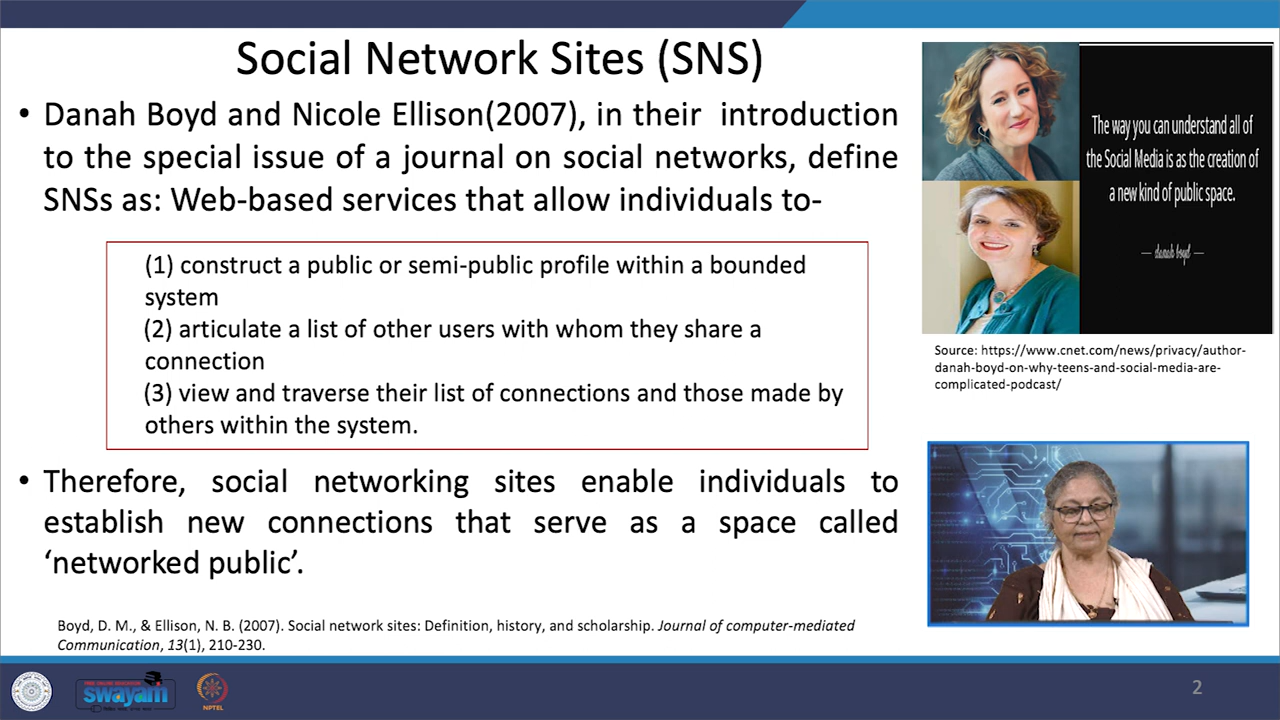 Social Network Sites (SNS)
• Danah Boyd and Nicole Ellison(2007), in their introduction
to the special issue of a journal on social networks, define
SNSs as: Web-based services that allow individuals to-
(1) construct a public or semi-public profile within a bounded
system
(2) articulate a list of other users with whom they share a
connection
(3) view and traverse their list of connections and those made by
others within the system.
• Therefore, social networking sites enable individuals to
establish new connections that serve as a space called
‘networked public’.
Boyd, D. M., & Ellison, N. B. (2007). Social network sites: Definition, history, and scholarship. Journal of computer-mediated
Communication, 13(1), 210-230.
The way you can understand all of
the Social Media is as the creation of
a new kind of public space.
— danah boyd —
Source: https://www.cnet.com/news/privacy/author-
danah-boyd-on-why-teens-and-social-media-are-
complicated-podcast/
swayam
NPTEL
2